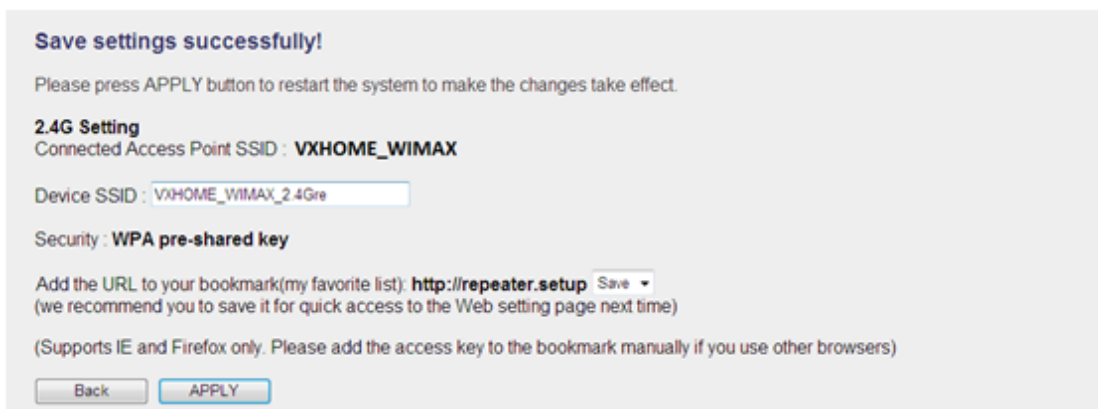 Save settings successfully!
Please press APPLY button to restart the system to make the changes take effect.
2.4G Setting
Connected Access Point SSID : VXHOME_WIMAX
Device SSID : VXHOME_WIMAX_2.4Gre
Security : WPA pre-shared key
Add the URL to your bookmark(my favorite list): http://repeater.setup Save
(we recommend you to save it for quick access to the Web setting page next time)
(Supports IE and Firefox only. Please add the access key to the bookmark manually if you use other browsers)
Back APPLY